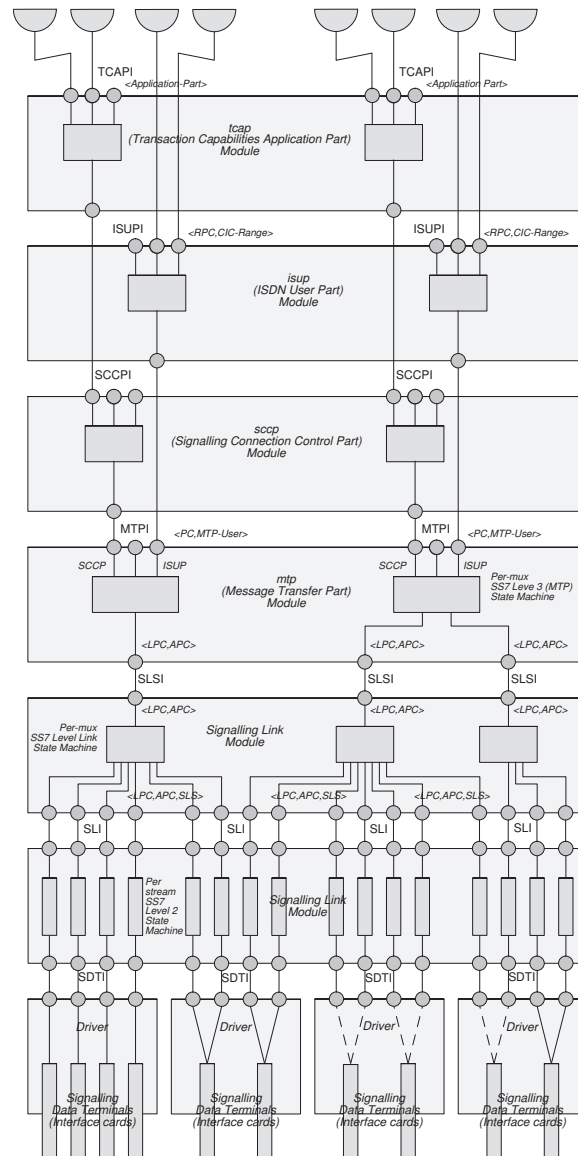 TCAPI TCAPI
<Application-Part> <Application Part>
tcap
(Transaction Capabilities Application Part)
Module
ISUPI <RPC,CIC-Range> ISUPI <RPC,CIC-Range>
isup
(ISDN User Part)
Module
SCCPI SCCPI
sccp
(Signalling Connection Control Part)
Module
MTPI <PC,MTP-User> MTPI <PC,MTP-User>
SCCP ISUP SCCP ISUP
mtp
(Message Transfer Part)
Module
Per-mux
SS7 Leve 3 (MTP)
State Machine
<LPC,APC> <LPC,APC> <LPC,APC>
SLSI SLSI SLSI
<LPC,APC> <LPC,APC> <LPC,APC>
Per-mux
SS7 Level Link
State Machine
Signalling Link
Module
<LPC,APC,SLS> <LPC,APC,SLS> <LPC,APC,SLS>
SLI SLI SLI SLI
Per
stream
SS7
Level 2
State
Machine
Signalling Link
Module
SDTI SDTI SDTI SDTI
Driver Driver Driver Driver
Signalling Signalling Signalling Signalling
Data Terminals Data Terminals Data Terminals Data Terminals
(Interface cards) (Interface cards) (Interface cards) (Interface cards)